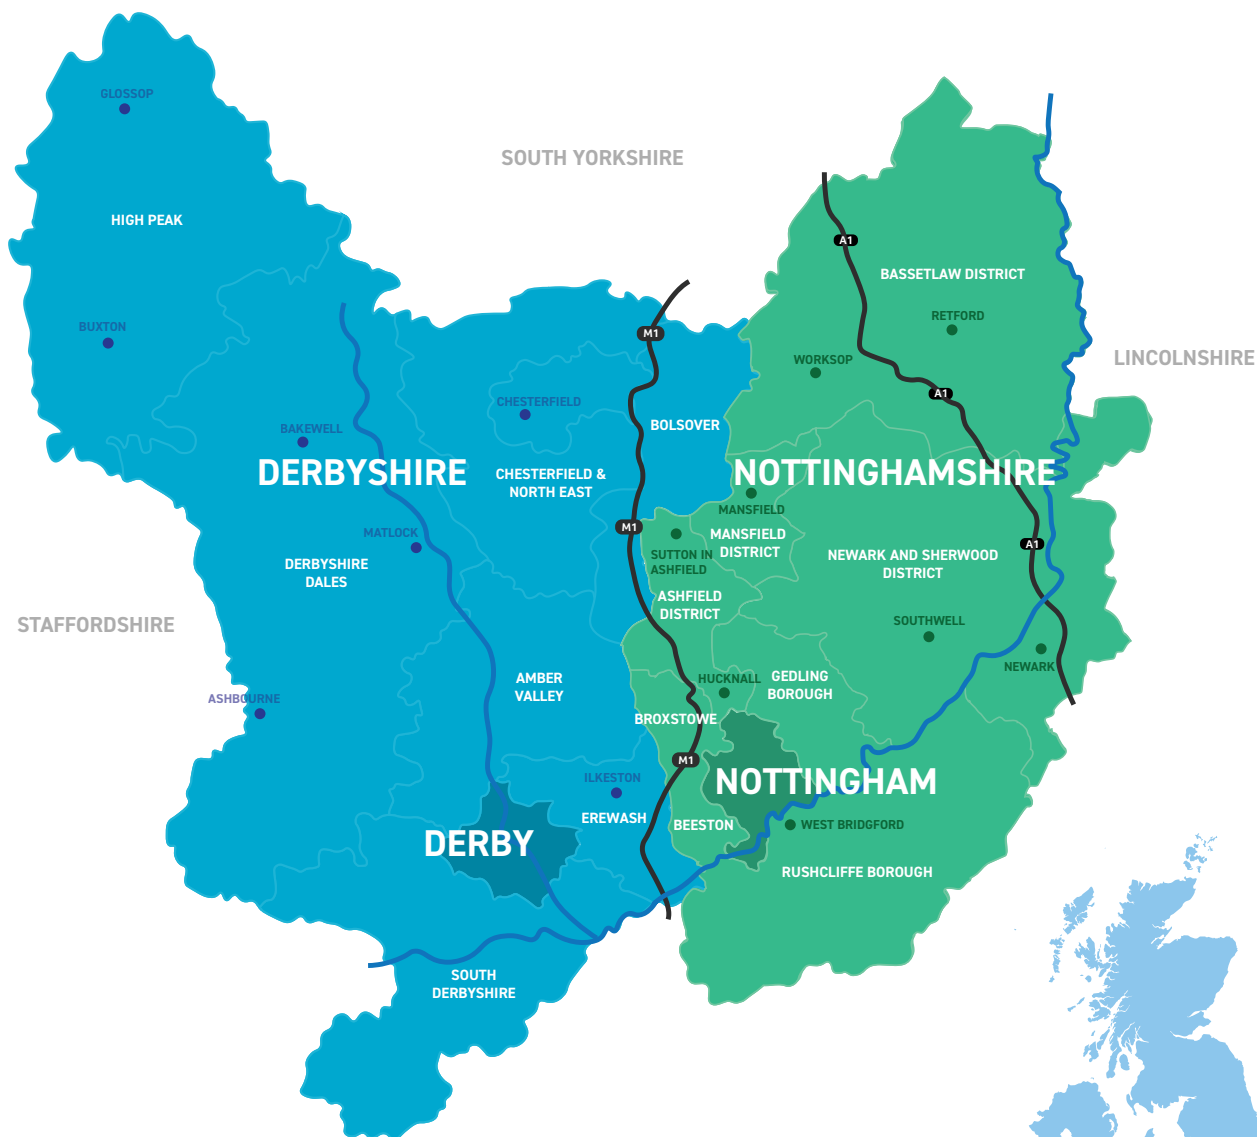 GLOSSOP
SOUTH YORKSHIRE
HIGH PEAK
A1
BASSETLAW DISTRICT
RETFORD
BUXTON
M1
LINCOLNSHIRE
WORKSOP
A1
CHESTERFIELD
BAKEWELL
BOLSOVER
DERBYSHIRE
NOTTINGHAMSHIRE
CHESTERFIELD &
NORTH EAST
MANSFIELD
M1
MATLOCK
MANSFIELD
DISTRICT
A1
SUTTON IN
ASHFIELD
NEWARK AND SHERWOOD
DISTRICT
DERBYSHIRE
DALES
ASHFIELD
DISTRICT
STAFFORDSHIRE
SOUTHWELL
NEWARK
AMBER
VALLEY
HUCKNALL
GEDLING
BOROUGH
ASHBOURNE
BROXSTOWE
M1
ILKESTON
NOTTINGHAM
EREWASH
BEESTON
WEST BRIDGFORD
DERBY
RUSHCLIFFE BOROUGH
SOUTH
DERBYSHIRE